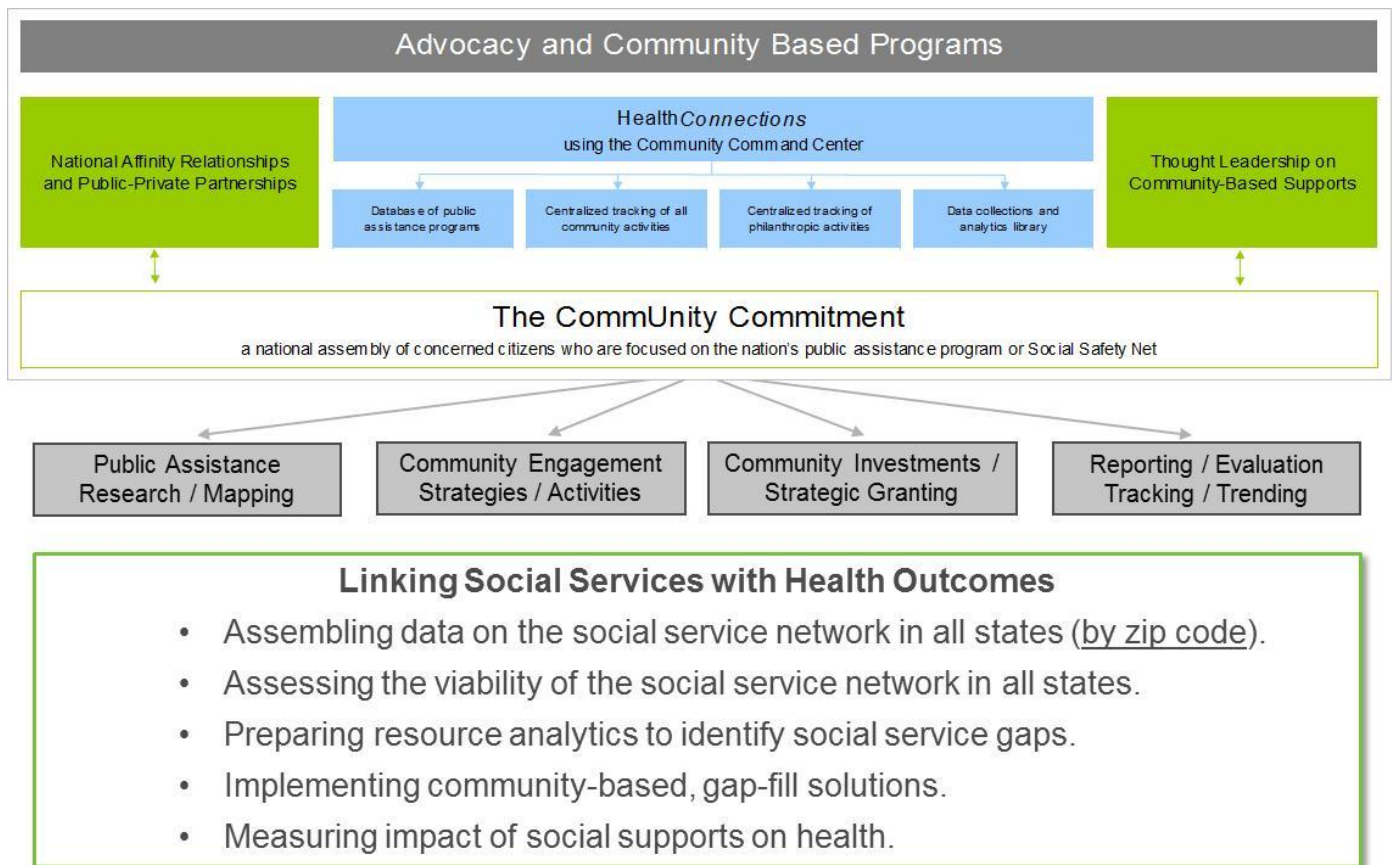 Advocacy and Community Based Programs
National Affinity Relationships
and Public-Private Partnerships
HealthConnections
using the Community Command Center
Database of public
assistance programs
Centralized tracking of all
community activities
Centralized tracking of
philanthropic activities
Data collections and
analytics library
Thought Leadership on
Community-Based Supports
The CommUnity Commitment
a national assembly of concerned citizens who are focused on the nation's public assistance program or Social Safety Net
Public Assistance
Research / Mapping
Community Engagement
Strategies / Activities
Community Investments /
Strategic Granting
Reporting / Evaluation
Tracking / Trending
Linking Social Services with Health Outcomes
• Assembling data on the social service network in all states (by zip code).
• Assessing the viability of the social service network in all states.
• Preparing resource analytics to identify social service gaps.
• Implementing community-based, gap-fill solutions.
• Measuring impact of social supports on health.